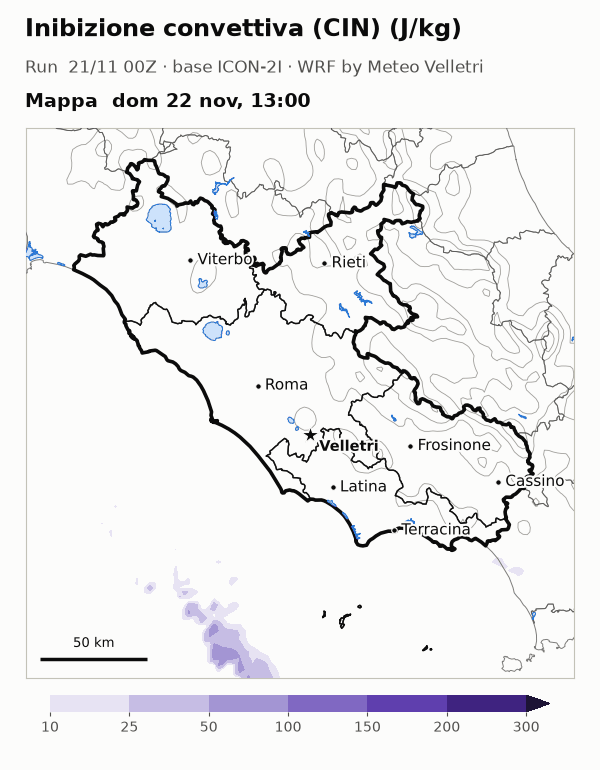 Inibizione convettiva (CIN) (J/kg)
Run 21/11 00Z · base ICON-2I · WRF by Meteo Velletri
Mappa dom 22 nov, 13:00
Viterbo
Rieti
Roma
Velletri
Frosinone
Latina
Cassino
Terracina
50 km
10 25 50 100 150 200 300